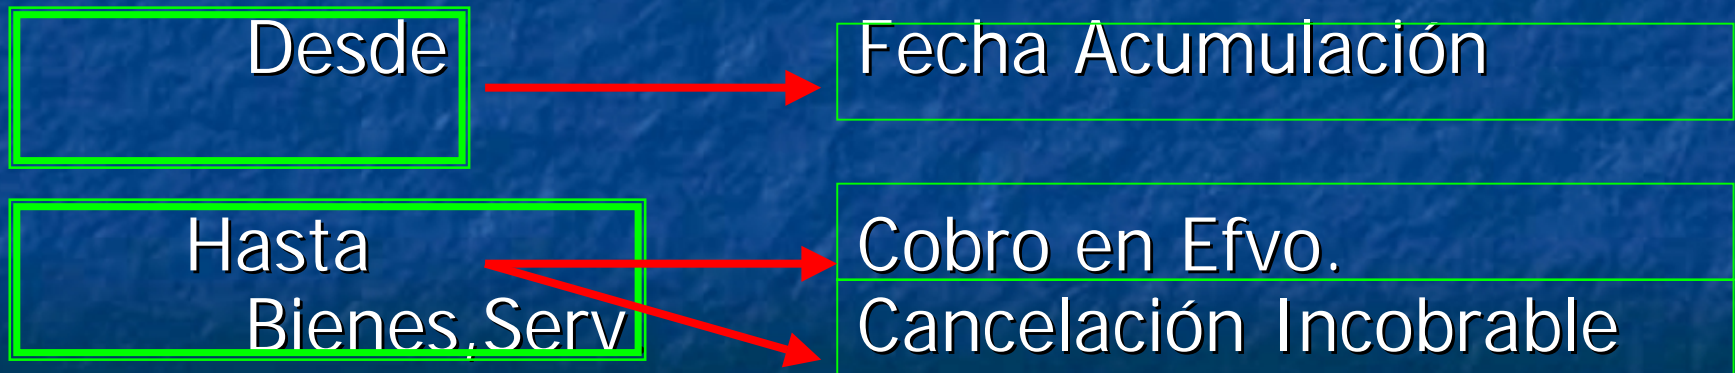 Desde
Fecha Acumulación
Hasta
Cobro en Efvo.
Bienes,Serv
Cancelación Incobrable